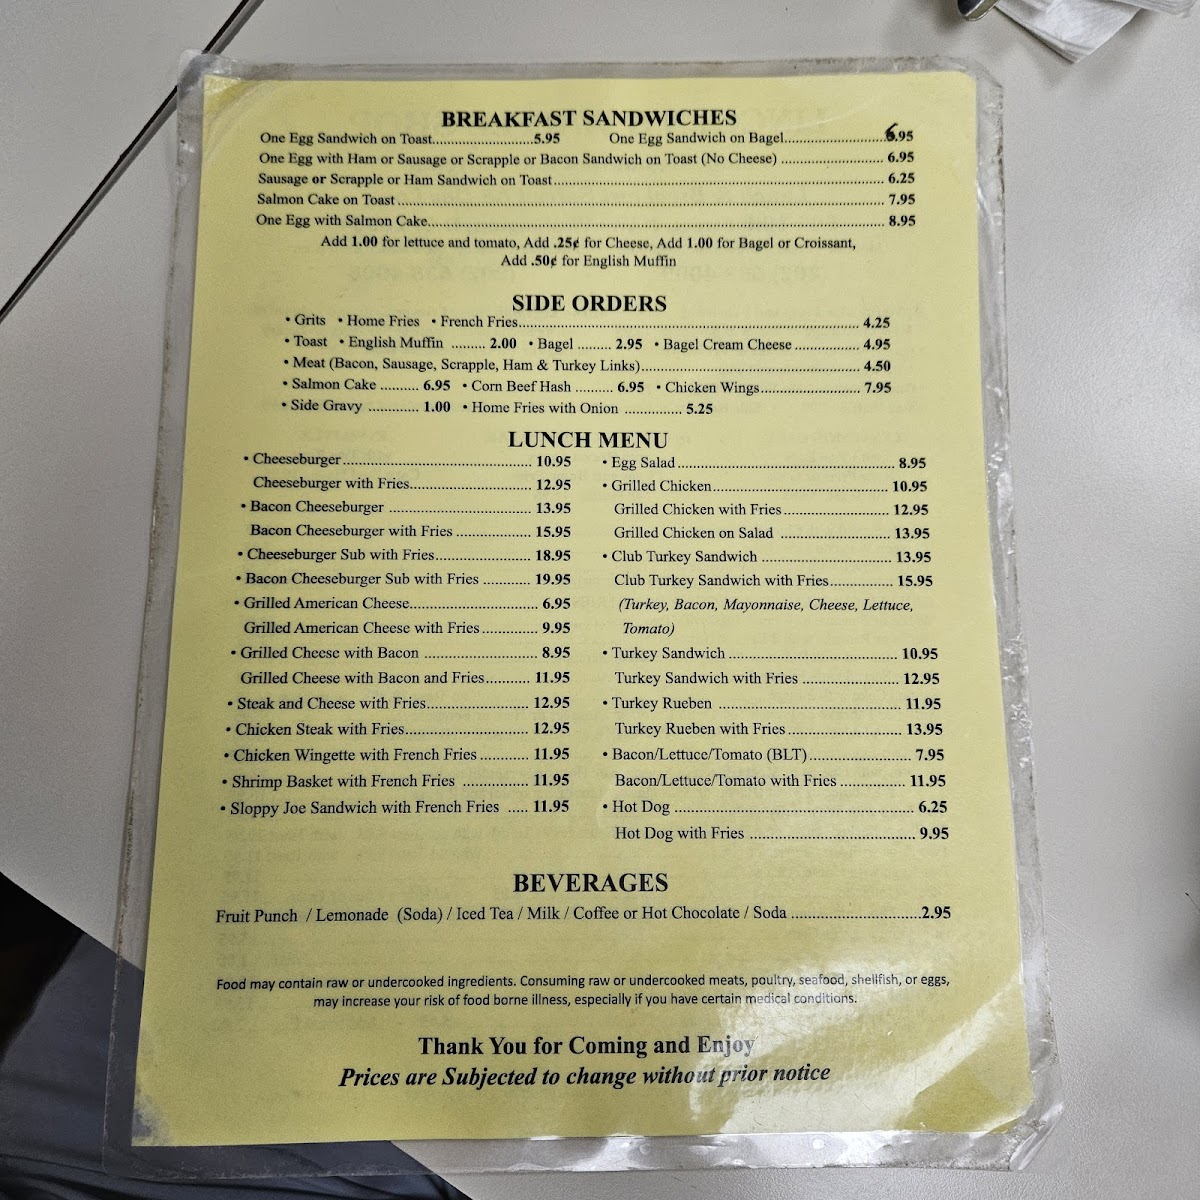 BREAKFAST SANDWICHES
One Egg Sandwich on Toast.......................5.95 One Egg Sandwich on Bagel.......................6.95
One Egg with Ham or Sausage or Scrapple or Bacon Sandwich on Toast (No Cheese) ........................ 6.95
Sausage or Scrapple or Ham Sandwich on Toast................................................................ 6.25
Salmon Cake on Toast ................................................................ 7.95
One Egg with Salmon Cake................................................................ 8.95
Add 1.00 for lettuce and tomato, Add .25¢ for Cheese, Add 1.00 for Bagel or Croissant,
Add .50¢ for English Muffin
SIDE ORDERS
• Grits • Home Fries • French Fries................................................................ 4.25
• Toast • English Muffin ......... 2.00 • Bagel ......... 2.95 • Bagel Cream Cheese ................ 4.95
• Meat (Bacon, Sausage, Scrapple, Ham & Turkey Links)........................................ 4.50
• Salmon Cake .......... 6.95 • Corn Beef Hash .......... 6.95 • Chicken Wings......................... 7.95
• Side Gravy ............. 1.00 • Home Fries with Onion .............. 5.25
LUNCH MENU
• Cheeseburger................................................ 10.95
Cheeseburger with Fries............................... 12.95
• Bacon Cheeseburger .................................... 13.95
Bacon Cheeseburger with Fries ................... 15.95
• Cheeseburger Sub with Fries........................ 18.95
• Bacon Cheeseburger Sub with Fries ............ 19.95
• Grilled American Cheese................................ 6.95
Grilled American Cheese with Fries.............. 9.95
• Grilled Cheese with Bacon ............................ 8.95
Grilled Cheese with Bacon and Fries........... 11.95
• Steak and Cheese with Fries......................... 12.95
• Chicken Steak with Fries.............................. 12.95
• Chicken Wingette with French Fries ............ 11.95
• Shrimp Basket with French Fries ................ 11.95
• Sloppy Joe Sandwich with French Fries ..... 11.95
• Egg Salad...................................................... 8.95
• Grilled Chicken............................................ 10.95
Grilled Chicken with Fries.......................... 12.95
Grilled Chicken on Salad ........................... 13.95
• Club Turkey Sandwich ................................ 13.95
Club Turkey Sandwich with Fries............... 15.95
(Turkey, Bacon, Mayonnaise, Cheese, Lettuce,
Tomato)
• Turkey Sandwich ......................................... 10.95
Turkey Sandwich with Fries ....................... 12.95
• Turkey Rueben ............................................ 11.95
Turkey Rueben with Fries........................... 13.95
• Bacon/Lettuce/Tomato (BLT)......................... 7.95
Bacon/Lettuce/Tomato with Fries ............... 11.95
• Hot Dog .......................................................... 6.25
Hot Dog with Fries ........................................ 9.95
BEVERAGES
Fruit Punch / Lemonade (Soda) / Iced Tea / Milk / Coffee or Hot Chocolate / Soda ..............................2.95
Food may contain raw or undercooked ingredients. Consuming raw or undercooked meats, poultry, seafood, shellfish, or eggs,
may increase your risk of food borne illness, especially if you have certain medical conditions.
Thank You for Coming and Enjoy
Prices are Subjected to change without prior notice